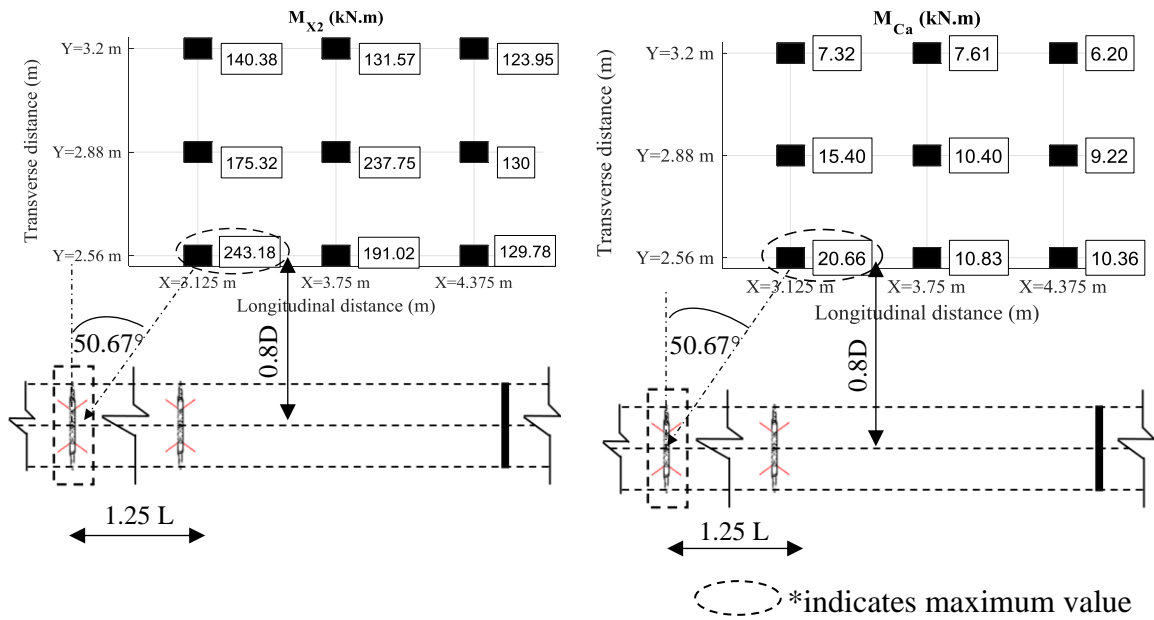 M_X2 (kN.m)
Transverse distance (m)
Y=3.2 m
140.38 131.57 123.95
Y=2.88 m
175.32 237.75 130
Y=2.56 m
243.18 191.02 129.78
X=3.125 m X=3.75 m X=4.375 m
Longitudinal distance (m)
50.67°
0.8D
1.25 L
M_Ca (kN.m)
Transverse distance (m)
Y=3.2 m
7.32 7.61 6.20
Y=2.88 m
15.40 10.40 9.22
Y=2.56 m
20.66 10.83 10.36
X=3.125 m X=3.75 m X=4.375 m
Longitudinal distance (m)
50.67°
0.8D
1.25 L
*indicates maximum value